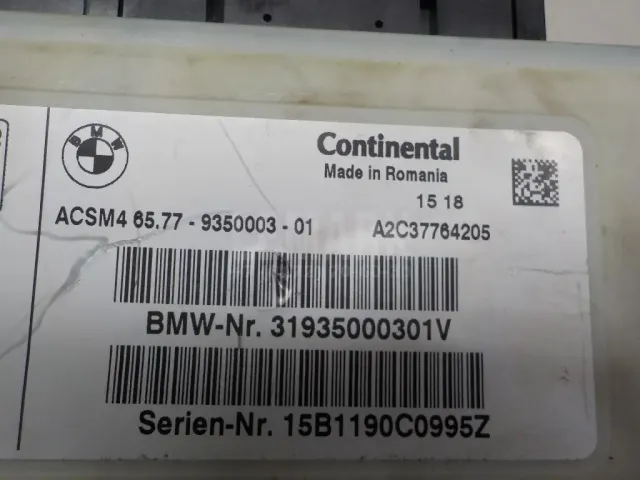 BMW
Continental
Made in Romania
15 18
ACSM4 65.77 - 9350003 - 01 A2C37764205
BMW-Nr. 31935000301V
Serien-Nr. 15B1190C0995Z